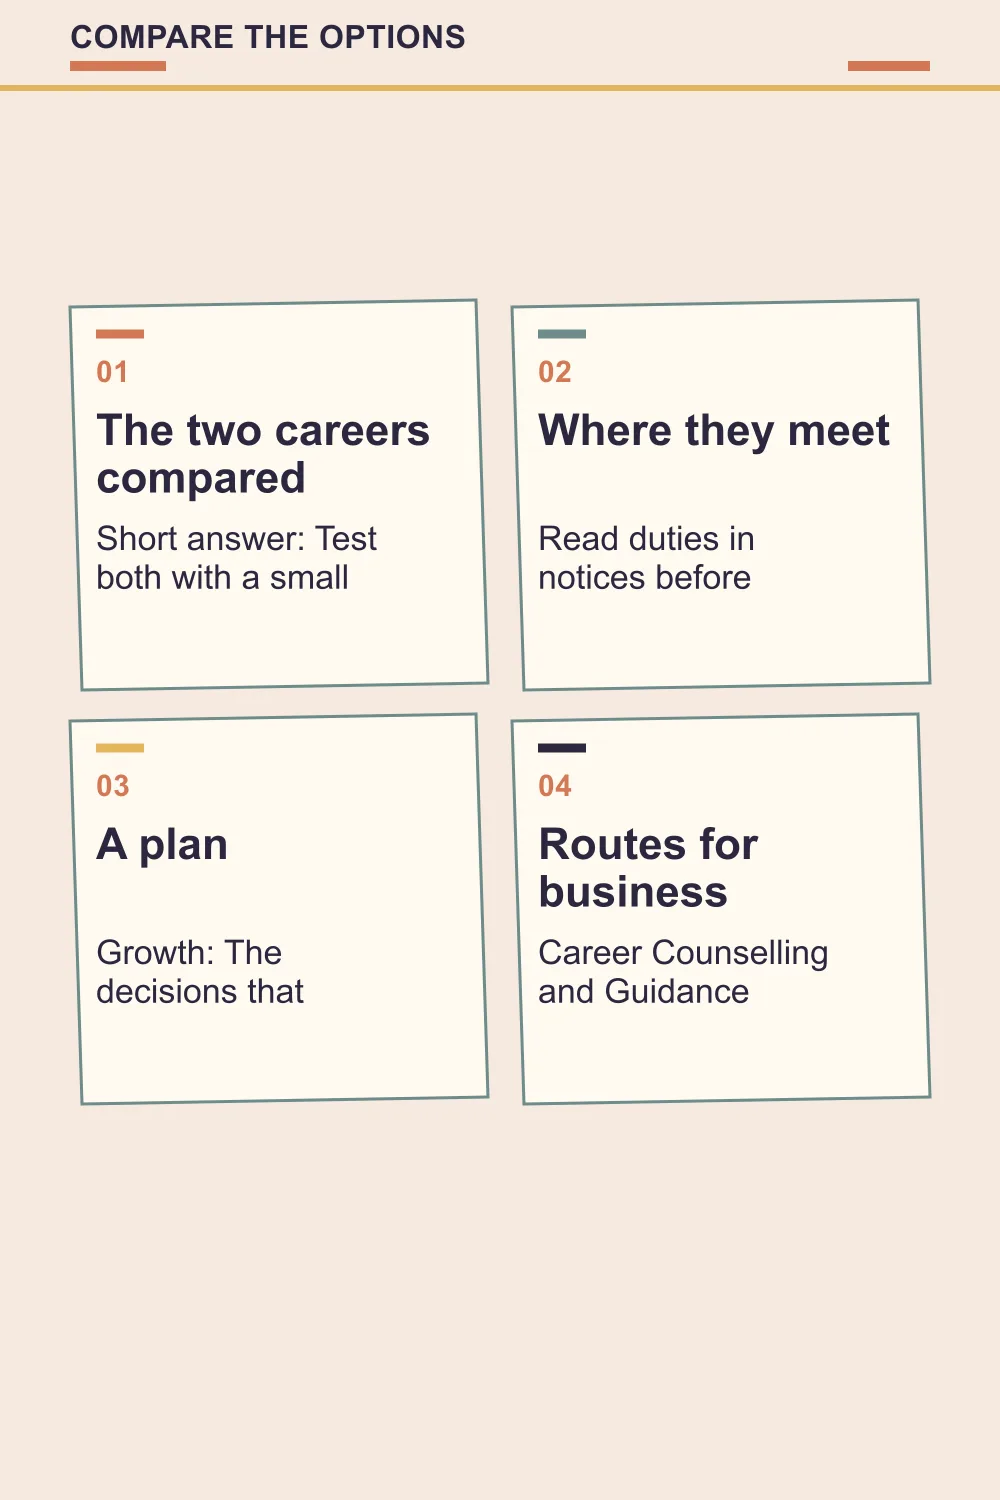 COMPARE THE OPTIONS
01
The two careers
compared
Short answer: Test
both with a small
02
Where they meet
Read duties in
notices before
03
A plan
Growth: The
decisions that
04
Routes for
business
Career Counselling
and Guidance